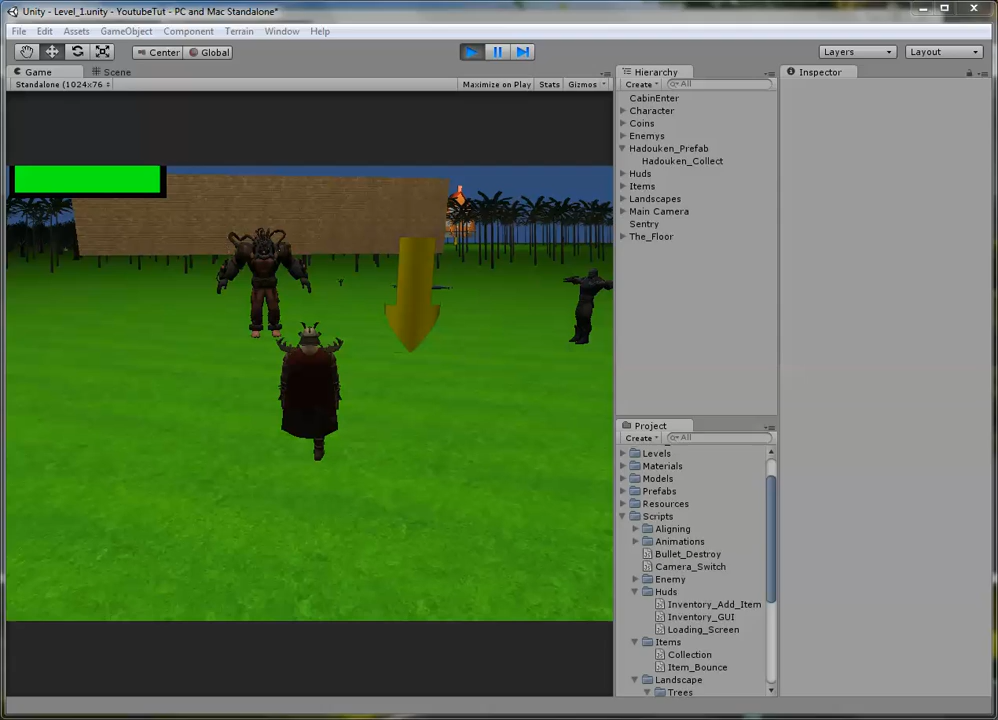 Unity - Level_1.unity - YoutubeTut - PC and Mac Standalone*
File Edit Assets GameObject Component Terrain Window Help
Center Global Layers Layout
Game Scene
Standalone (1024x76
Maximize on Play Stats Gizmos
Hierarchy
Create All
CabinEnter
Character
Coins
Enemys
Hadouken_Prefab
Hadouken_Collect
Huds
Items
Landscapes
Main Camera
Sentry
The_Floor
Inspector
Project
Create All
Levels
Materials
Models
Prefabs
Resources
Scripts
Aligning
Animations
Bullet_Destroy
Camera_Switch
Enemy
Huds
Inventory_Add_Item
Inventory_GUI
Loading_Screen
Items
Collection
Item_Bounce
Landscape
Trees